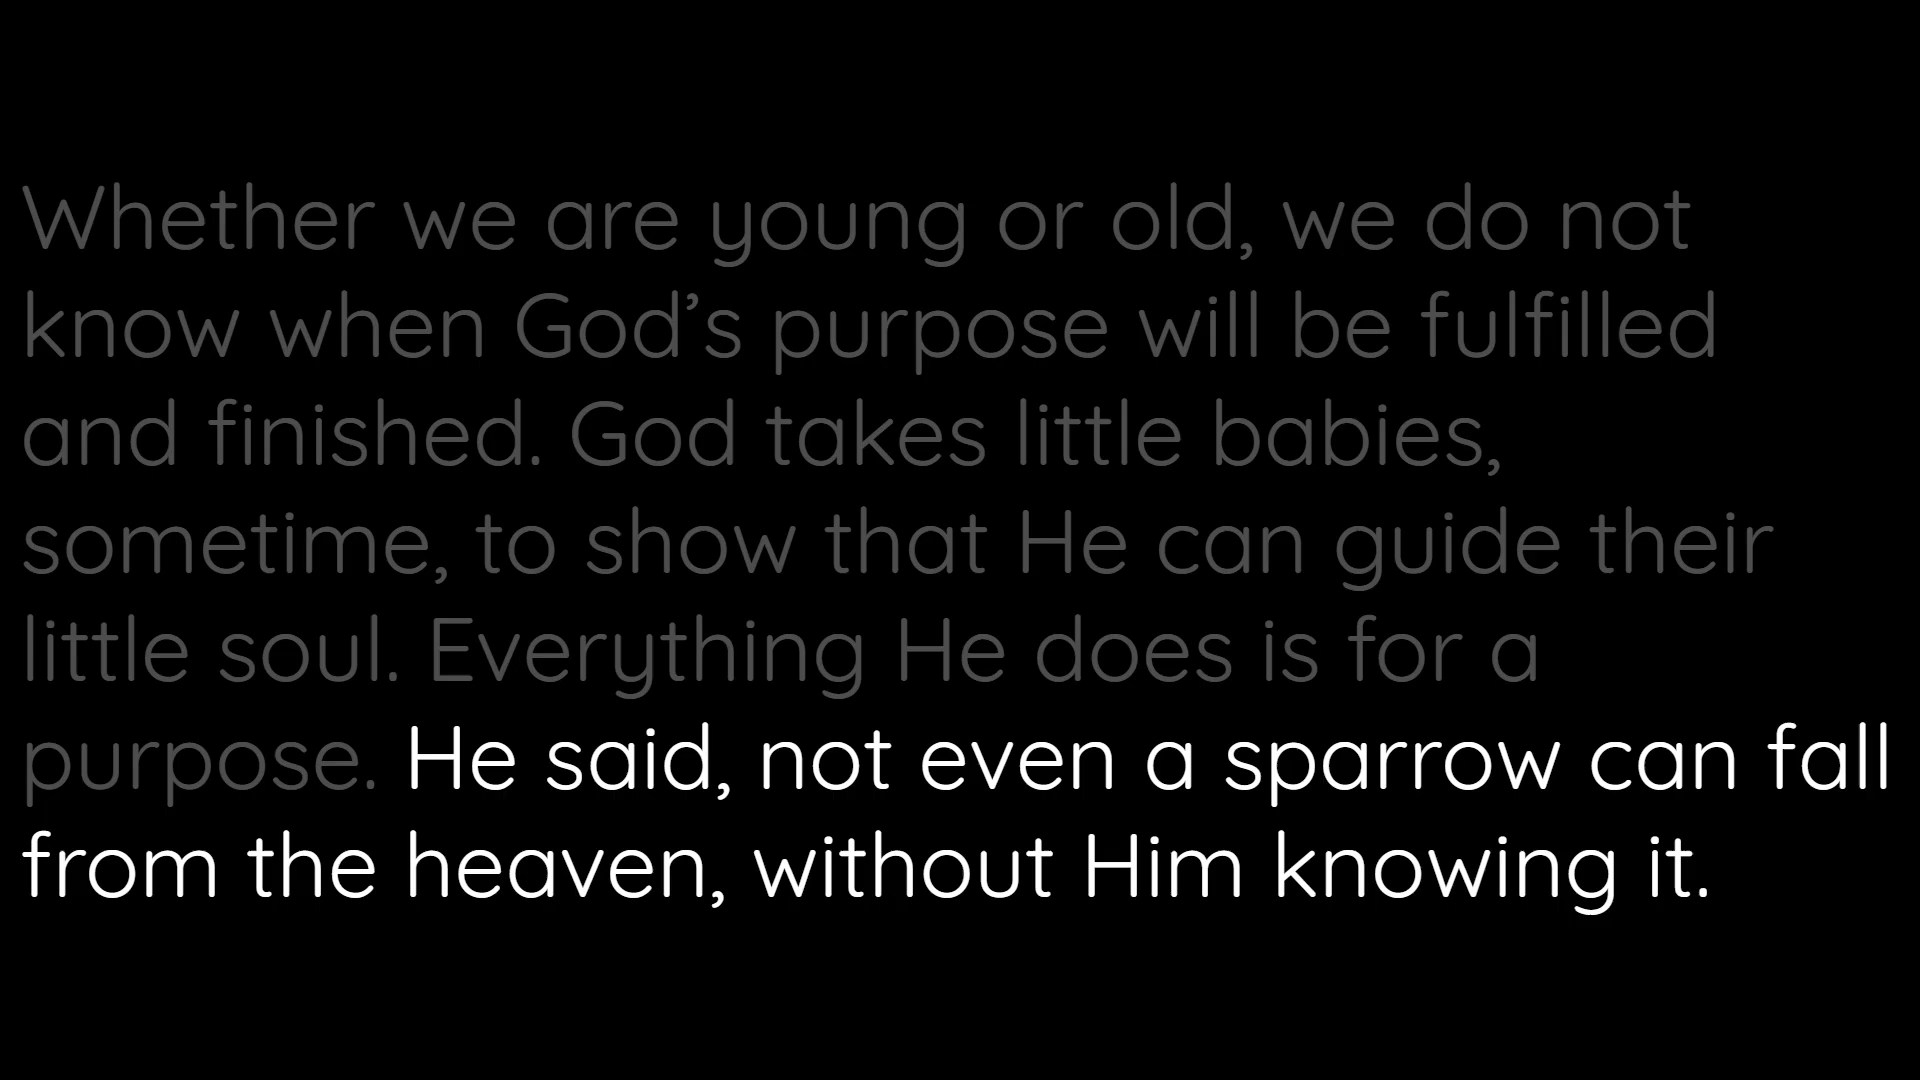 Whether we are young or old, we do not
know when God’s purpose will be fulfilled
and finished. God takes little babies,
sometime, to show that He can guide their
little soul. Everything He does is for a
purpose. He said, not even a sparrow can fall
from the heaven, without Him knowing it.